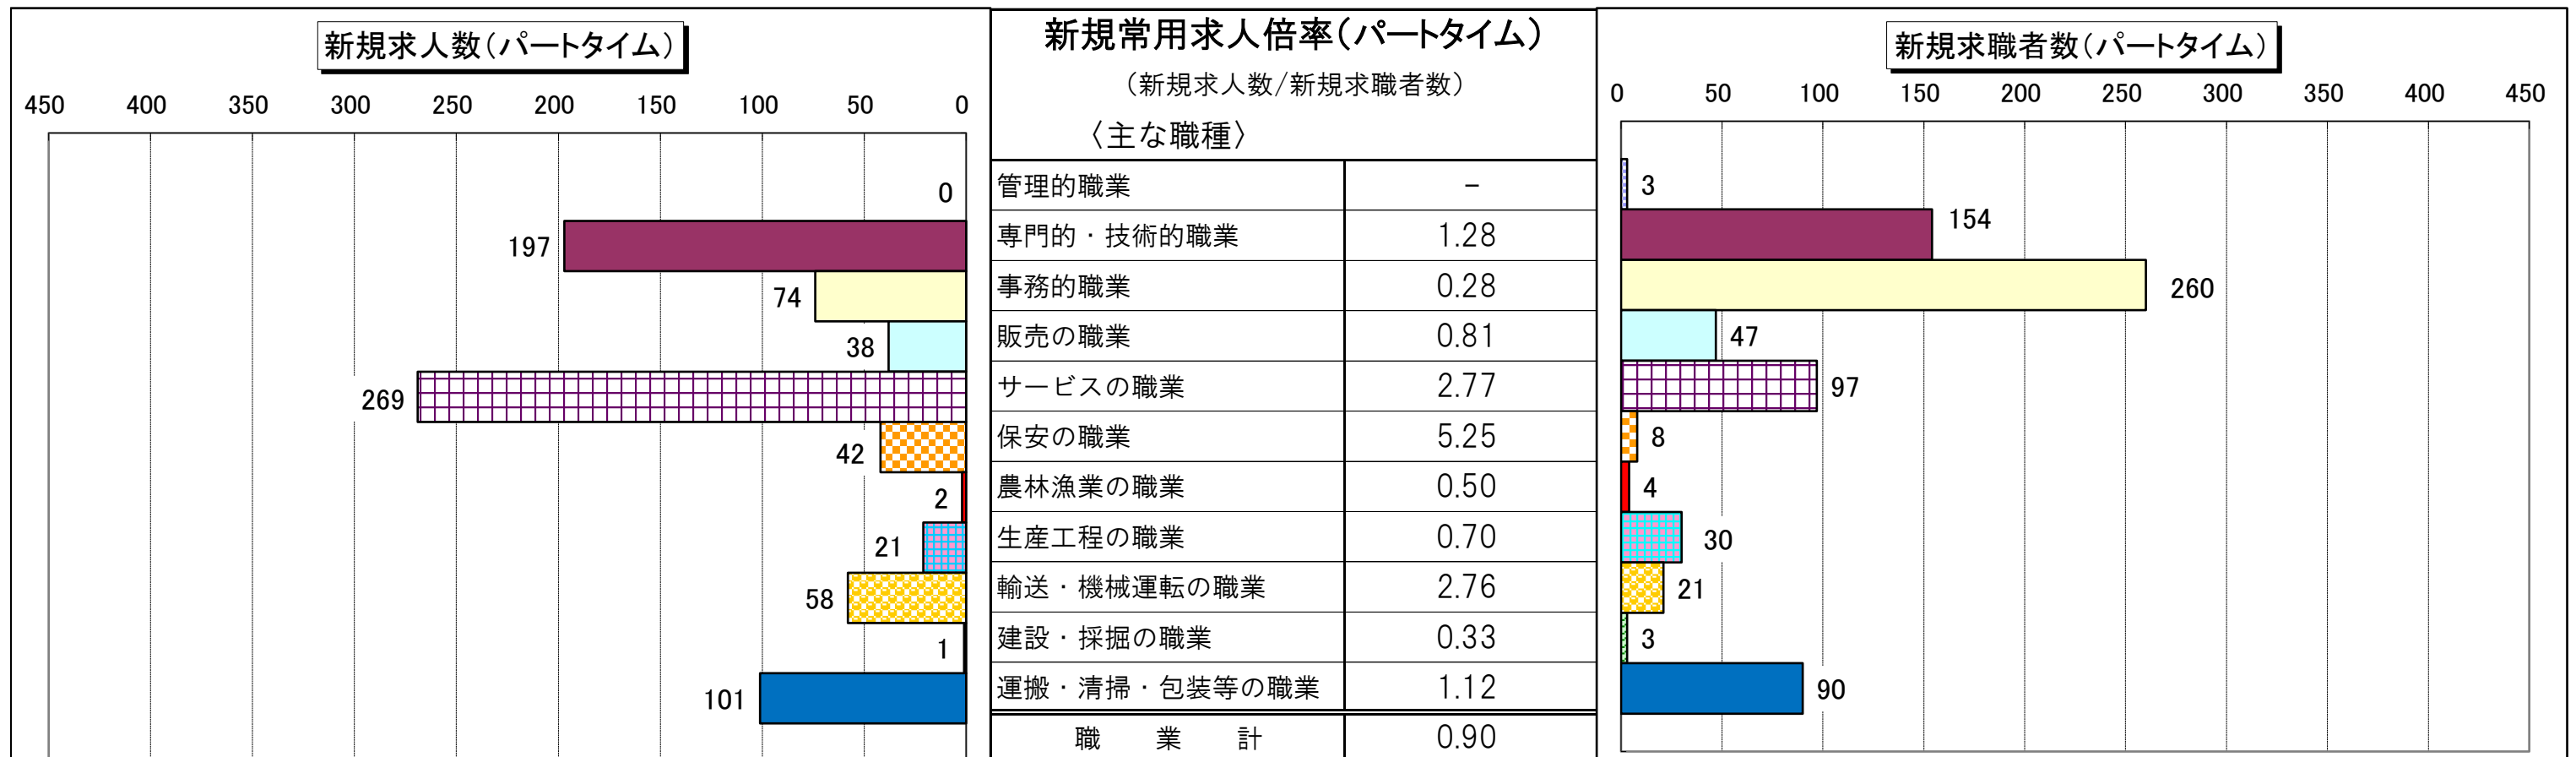 新規求人数(パートタイム)
450 400 350 300 250 200 150 100 50 0
0
197
74
38
269
42
2
21
58
1
101
新規常用求人倍率(パートタイム)
(新規求人数/新規求職者数)
〈主な職種〉
管理的職業 -
専門的・技術的職業 1.28
事務的職業 0.28
販売の職業 0.81
サービスの職業 2.77
保安の職業 5.25
農林漁業の職業 0.50
生産工程の職業 0.70
輸送・機械運転の職業 2.76
建設・採掘の職業 0.33
運搬・清掃・包装等の職業 1.12
職 業 計 0.90
新規求職者数(パートタイム)
0 50 100 150 200 250 300 350 400 450
3
154
260
47
97
8
4
30
21
3
90